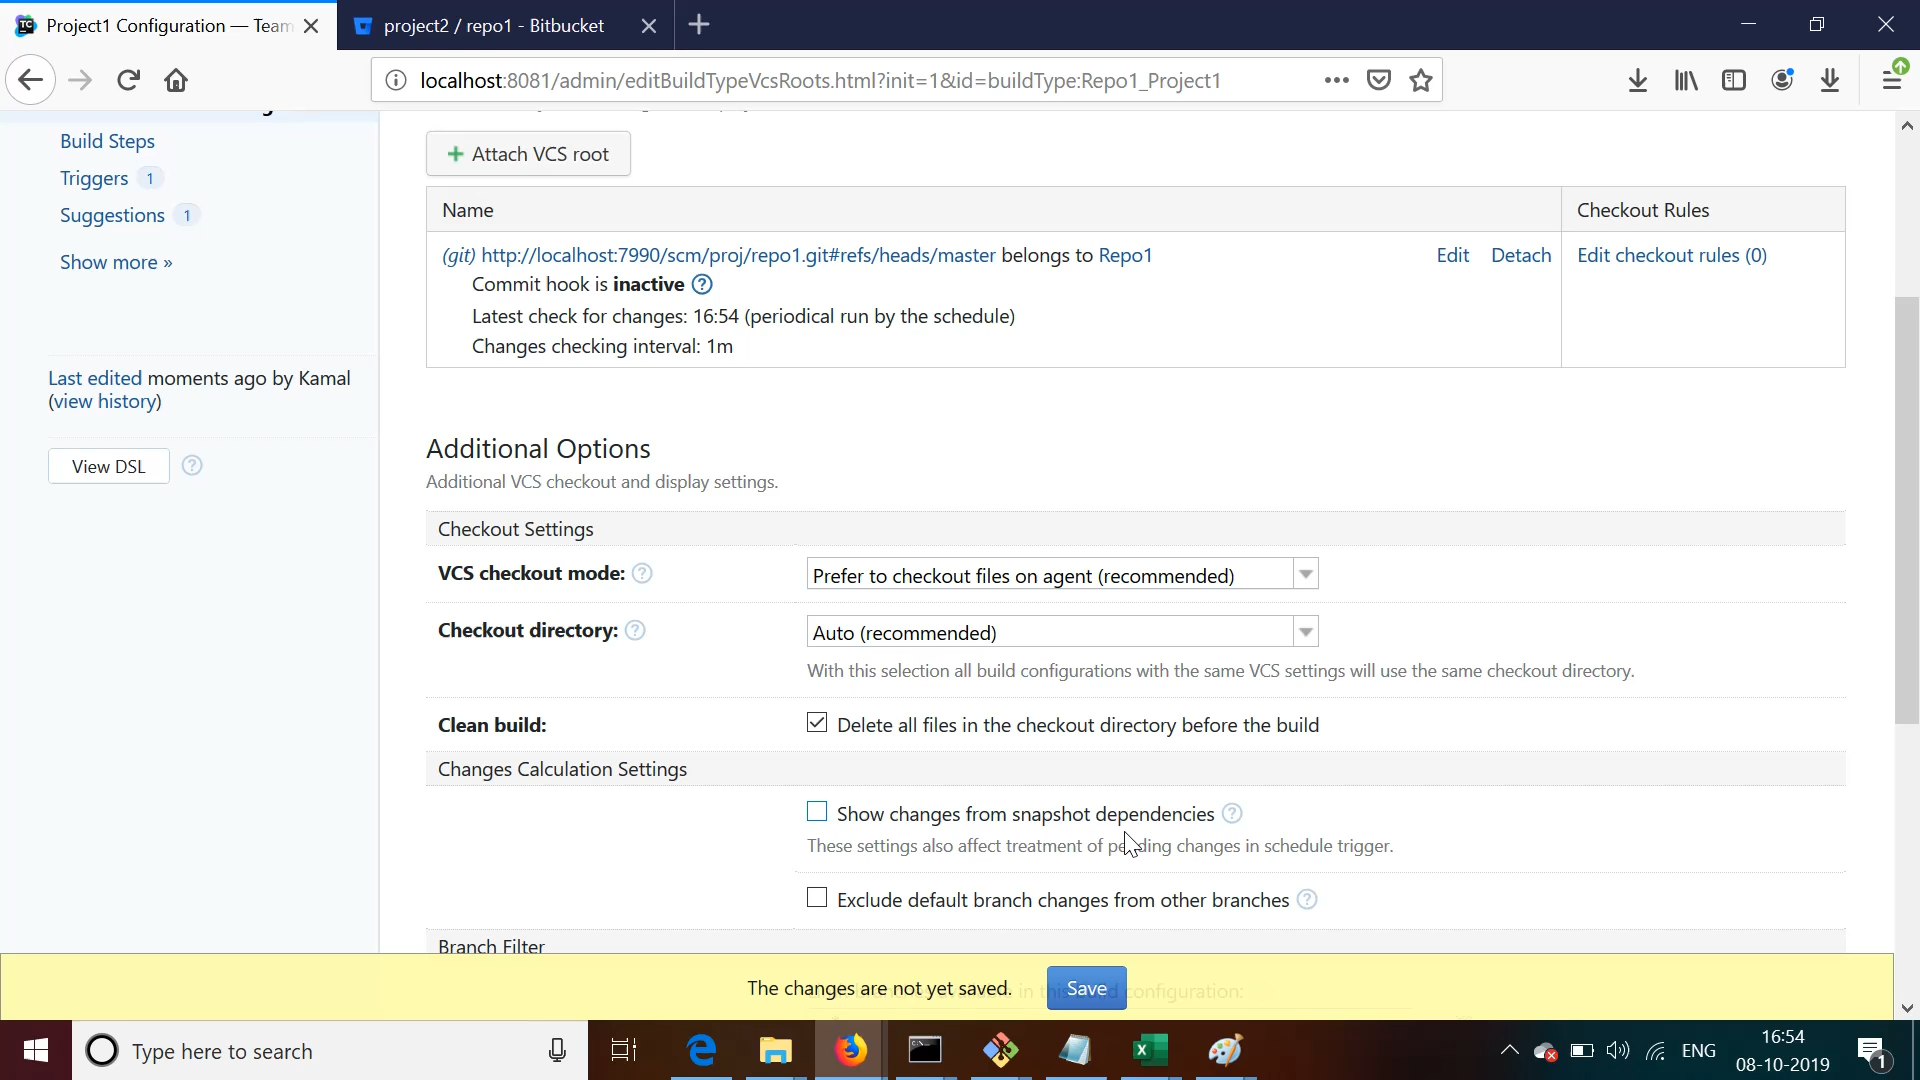 Project1 Configuration — Team
project2 / repo1 - Bitbucket
localhost:8081/admin/editBuildTypeVcsRoots.html?init=1&id=buildType:Repo1_Project1
Build Steps
Triggers 1
Suggestions 1
Show more »
Last edited moments ago by Kamal
(view history)
View DSL
+ Attach VCS root
Name
Checkout Rules
(git) http://localhost:7990/scm/proj/repo1.git#refs/heads/master belongs to Repo1
Edit Detach
Edit checkout rules (0)
Commit hook is inactive ?
Latest check for changes: 16:54 (periodical run by the schedule)
Changes checking interval: 1m
Additional Options
Additional VCS checkout and display settings.
Checkout Settings
VCS checkout mode: ?
Prefer to checkout files on agent (recommended)
Checkout directory: ?
Auto (recommended)
With this selection all build configurations with the same VCS settings will use the same checkout directory.
Clean build:
Delete all files in the checkout directory before the build
Changes Calculation Settings
Show changes from snapshot dependencies ?
These settings also affect treatment of pending changes in schedule trigger.
Exclude default branch changes from other branches ?
Branch Filter
The changes are not yet saved. Save
in this configuration:
Type here to search
ENG
16:54
08-10-2019
1